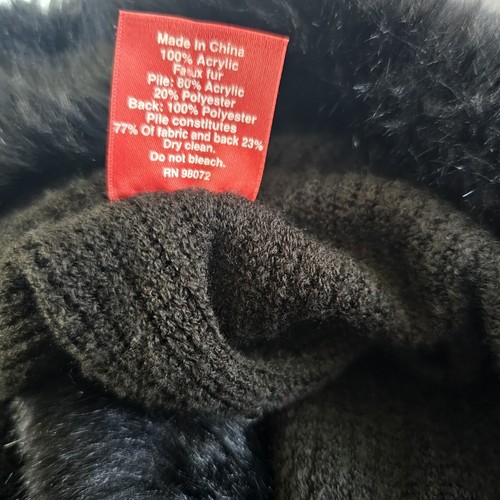 Made In China
100% Acrylic
Faux fur
Pile: 80% Acrylic
20% Polyester
Back: 100% Polyester
Pile constitutes
77% Of fabric and back 23%
Dry clean.
Do not bleach.
RN 98072